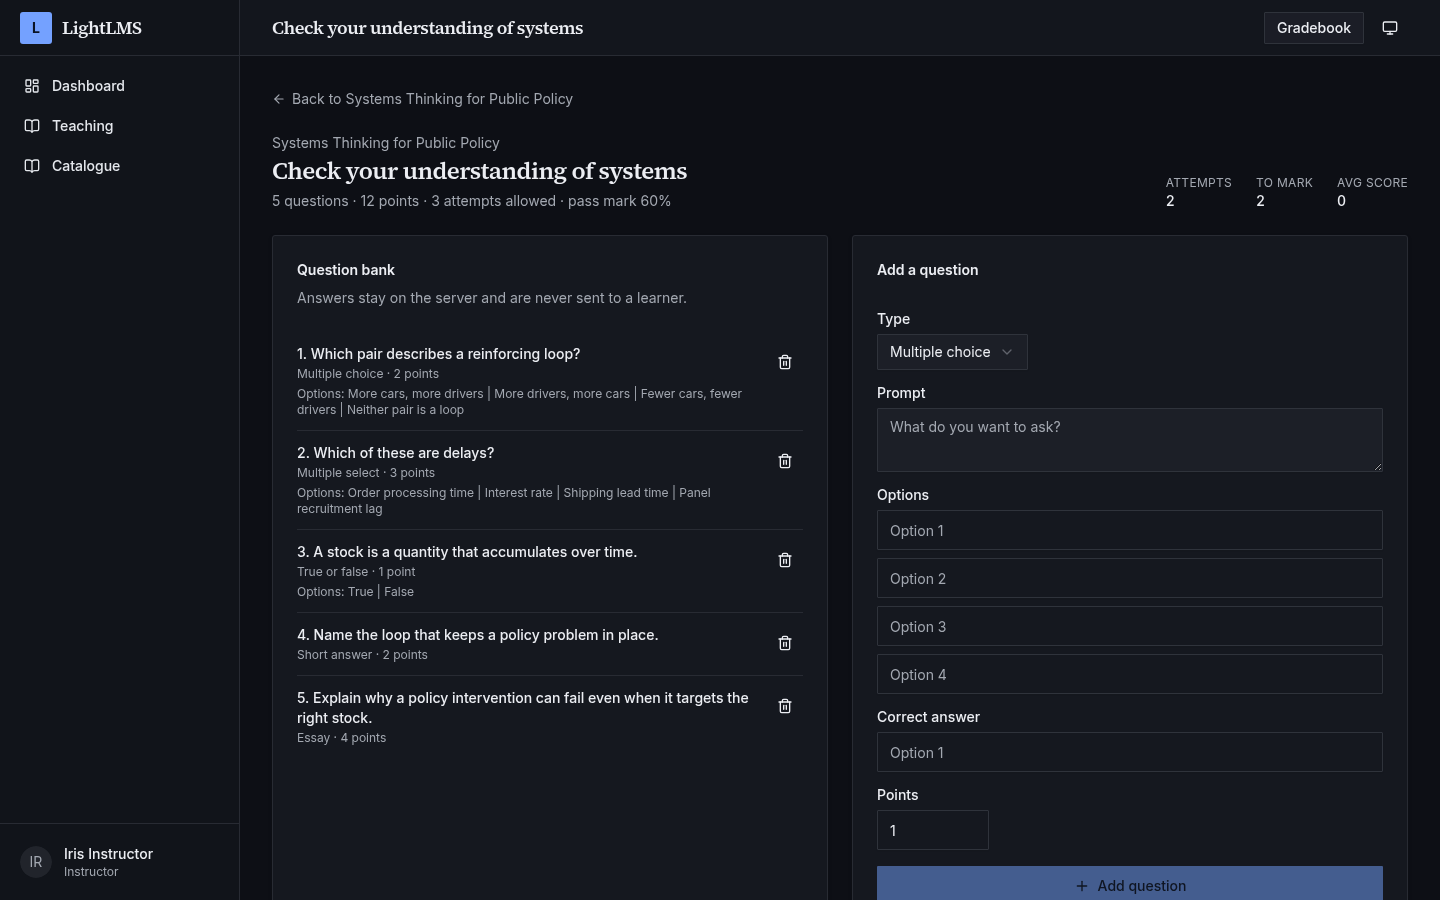 L LightLMS
Check your understanding of systems
Gradebook
Dashboard
Teaching
Catalogue
Back to Systems Thinking for Public Policy
Systems Thinking for Public Policy
Check your understanding of systems
5 questions · 12 points · 3 attempts allowed · pass mark 60%
ATTEMPTS
2
TO MARK
2
AVG SCORE
0
Question bank
Answers stay on the server and are never sent to a learner.
1. Which pair describes a reinforcing loop?
Multiple choice · 2 points
Options: More cars, more drivers | More drivers, more cars | Fewer cars, fewer
drivers | Neither pair is a loop
2. Which of these are delays?
Multiple select · 3 points
Options: Order processing time | Interest rate | Shipping lead time | Panel
recruitment lag
3. A stock is a quantity that accumulates over time.
True or false · 1 point
Options: True | False
4. Name the loop that keeps a policy problem in place.
Short answer · 2 points
5. Explain why a policy intervention can fail even when it targets the
right stock.
Essay · 4 points
Add a question
Type
Multiple choice
Prompt
What do you want to ask?
Options
Option 1
Option 2
Option 3
Option 4
Correct answer
Option 1
Points
1
Add question
IR
Iris Instructor
Instructor